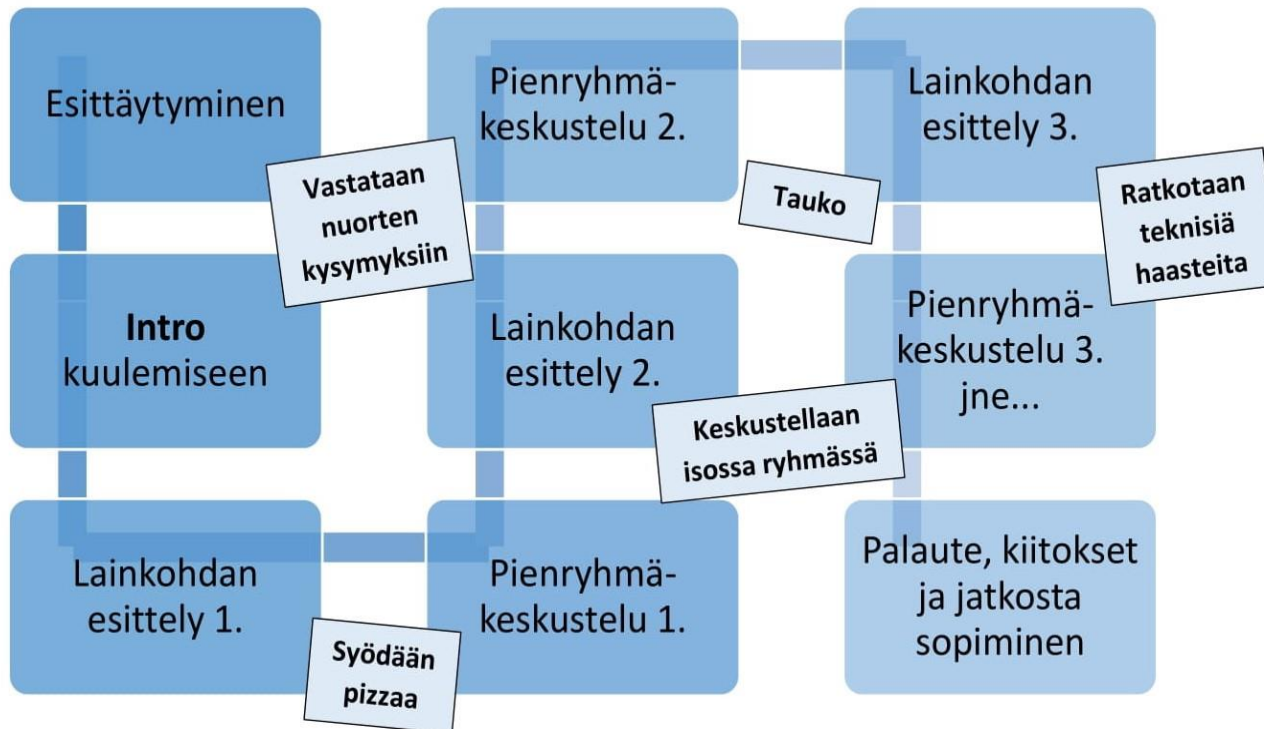 Esittäytyminen
Vastataan
nuorten
kysymyksiin
Intro
kuulemiseen
Lainkohdan
esittely 1.
Syödään
pizzaa
Pienryhmä-
keskustelu 1.
Lainkohdan
esittely 2.
Keskustellaan
isossa ryhmässä
Pienryhmä-
keskustelu 2.
Tauko
Lainkohdan
esittely 3.
Ratkotaan
teknisiä
haasteita
Pienryhmä-
keskustelu 3.
jne...
Palaute, kiitokset
ja jatkosta
sopiminen